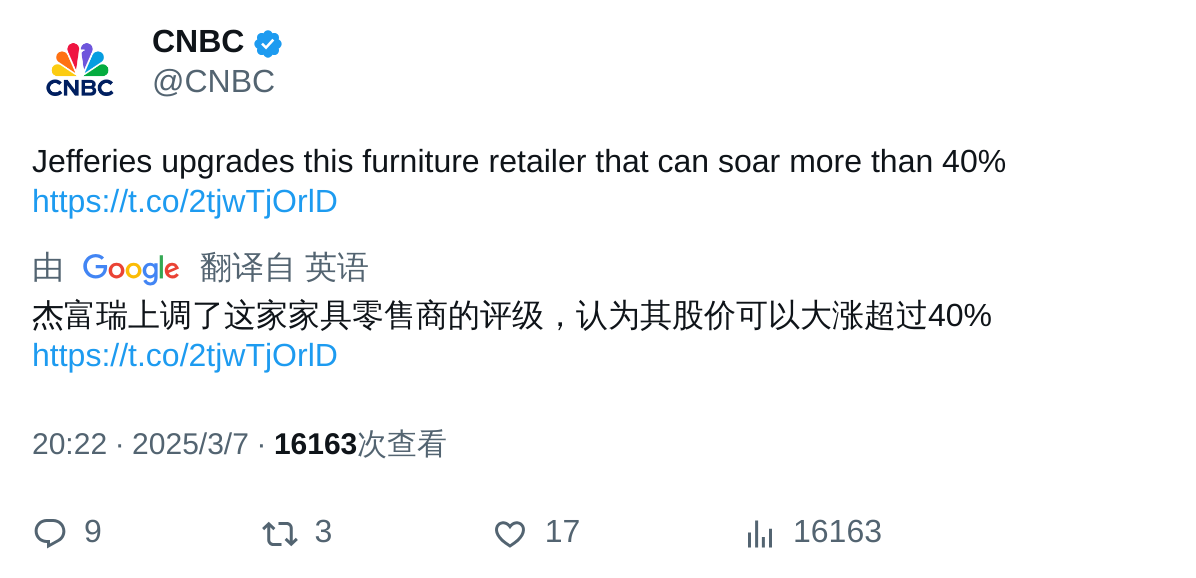 CNBC
CNBC
@CNBC
Jefferies upgrades this furniture retailer that can soar more than 40%
https://t.co/2tjwTjOrlD
由 Google 翻译自 英语
杰富瑞上调了这家家具零售商的评级，认为其股价可以大涨超过40%
https://t.co/2tjwTjOrlD
20:22 · 2025/3/7 · 16163次查看
9 3 17 16163